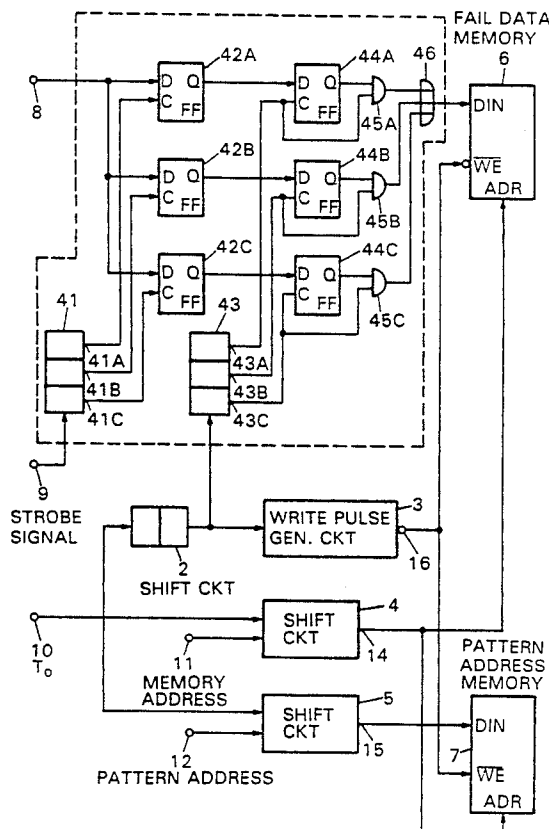 FAIL DATA
MEMORY
42A
44A
46
6
D Q
C
FF
D Q
C
FF
45A
DIN
8
42B
44B
WE
D Q
C
FF
D Q
C
FF
45B
ADR
42C
44C
D Q
C
FF
D Q
C
FF
45C
41
43
41A
43A
41B
43B
41C
43C
9
STROBE
SIGNAL
3
WRITE PULSE
GEN. CKT
2
16
SHIFT CKT
4
SHIFT
CKT
10
T₀
11
14
MEMORY
ADDRESS
PATTERN
ADDRESS
MEMORY
5
SHIFT
CKT
DIN
12
15
7
PATTERN ADDRESS
WE
ADR